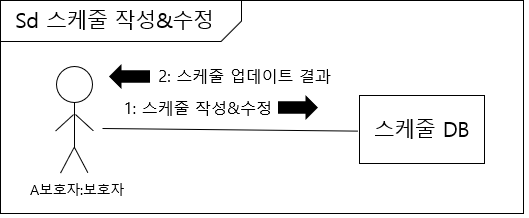 Sd 스케줄 작성&수정
2: 스케줄 업데이트 결과
1: 스케줄 작성&수정
스케줄 DB
A보호자:보호자